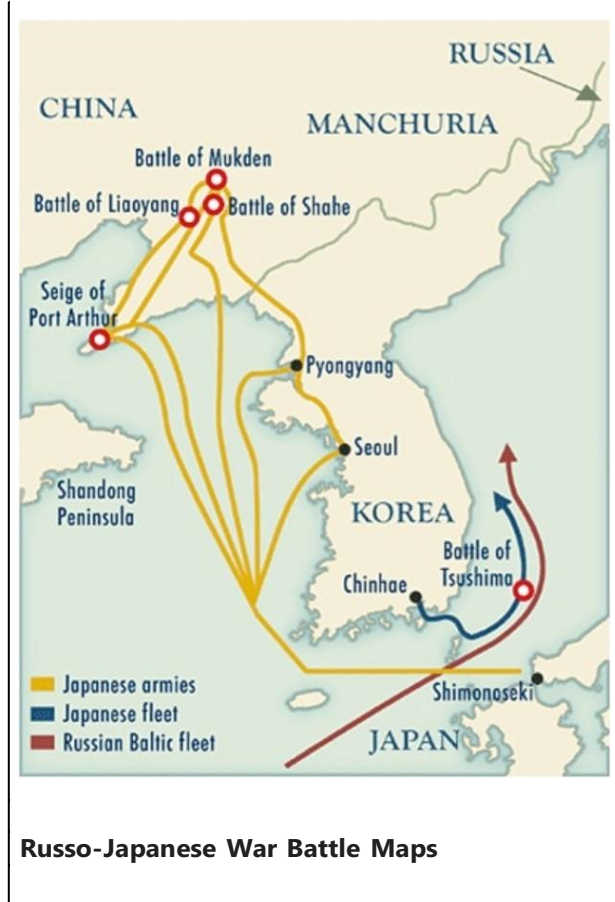 RUSSIA
CHINA
MANCHURIA
Battle of Mukden
Battle of Liaoyang
Battle of Shahe
Seige of
Port Arthur
Pyongyang
Seoul
Shandong
Peninsula
KOREA
Battle of
Tsushima
Chinhae
Japanese armies
Shimonoseki
Japanese fleet
Russian Baltic fleet
JAPAN
Russo-Japanese War Battle Maps